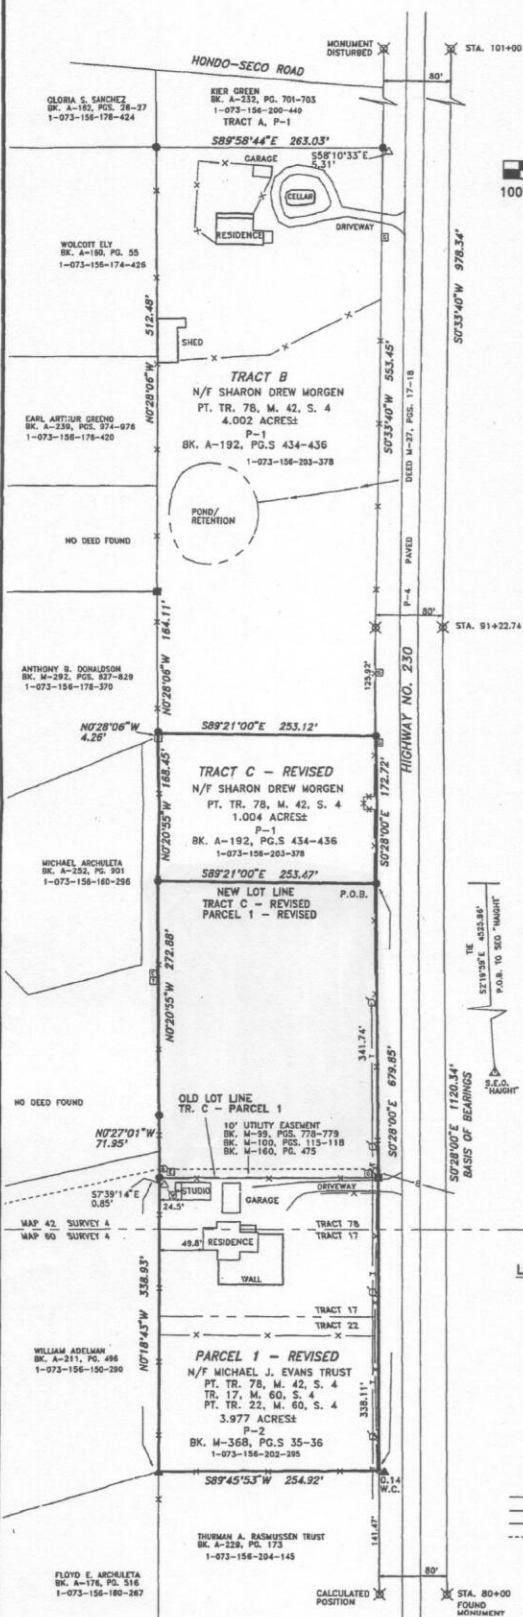 MONUMENT
DISTURBED
STA. 101+00
HONDO-SECO ROAD
80'
GLORIA S. SANCHEZ
BK. A-162, PGS. 26-27
1-073-156-178-424
KIER GREEN
BK. A-232, PG. 701-703
1-073-156-200-440
TRACT A, P-1
S89°58'44"E 263.03'
S58°10'33"E
5.31'
GARAGE
CELLAR
100
RESIDENCE
DRIVEWAY
WOLCOTT ELY
BK. A-160, PG. 55
1-073-156-174-426
S0°33'40"W 978.34'
N0°28'06"W 512.48'
SHED
S0°33'40"W 553.45'
DEED M-27, PGS. 17-18
TRACT B
N/F SHARON DREW MORGEN
PT. TR. 78, M. 42, S. 4
4.002 ACRES±
P-1
BK. A-192, PG.S 434-436
1-073-156-203-378
EARL ARTHUR GREENO
BK. A-239, PGS. 974-976
1-073-156-176-420
POND/
RETENTION
NO DEED FOUND
P-4 PAVED
80'
STA. 91+22.74
N0°28'06"W 164.11'
ANTHONY B. DONALDSON
BK. M-292, PGS. 827-829
1-073-156-176-370
125.92'
HIGHWAY NO. 230
N0°28'06"W
4.26'
S89°21'00"E 253.12'
TRACT C - REVISED
N/F SHARON DREW MORGEN
PT. TR. 78, M. 42, S. 4
1.004 ACRES±
P-1
BK. A-192, PG.S 434-436
1-073-156-203-378
N0°20'55"W 168.45'
S0°28'00"E 172.72'
MICHAEL ARCHULETA
BK. A-252, PG. 901
1-073-156-160-296
S89°21'00"E 253.47'
NEW LOT LINE
TRACT C - REVISED
PARCEL 1 - REVISED
P.O.B.
TIE
S2°19'59"E 4525.96'
P.O.B. TO SEO "HAIGHT"
N0°20'55"W 272.88'
341.74'
S0°28'00"E 679.85'
S0°28'00"E 1120.34'
BASIS OF BEARINGS
S.E.O.
"HAIGHT"
NO DEED FOUND
OLD LOT LINE
TR. C - PARCEL 1
10' UTILITY EASEMENT
BK. M-99, PGS. 778-779
BK. M-100, PGS. 115-118
BK. M-160, PG. 475
N0°27'01"W
71.95'
S7°39'14"E
0.85'
STUDIO
24.5'
GARAGE
DRIVEWAY
MAP 42 SURVEY 4
MAP 60 SURVEY 4
TRACT 78
TRACT 17
49.8'
RESIDENCE
WALL
L
N0°18'43"W 338.93'
TRACT 17
TRACT 22
WILLIAM ADELMAN
BK. A-211, PG. 496
1-073-156-150-290
PARCEL 1 - REVISED
N/F MICHAEL J. EVANS TRUST
PT. TR. 78, M. 42, S. 4
TR. 17, M. 60, S. 4
PT. TR. 22, M. 60, S. 4
3.977 ACRES±
P-2
BK. M-368, PG.S 35-36
1-073-156-202-295
338.11'
S89°45'53"W 254.92'
0.14
W.C.
THURMAN A. RASMUSSEN TRUST
BK. A-229, PG. 173
1-073-156-204-145
141.47'
FLOYD E. ARCHULETA
BK. A-176, PG. 516
1-073-156-160-267
80'
CALCULATED
POSITION
STA. 80+00
FOUND
MONUMENT